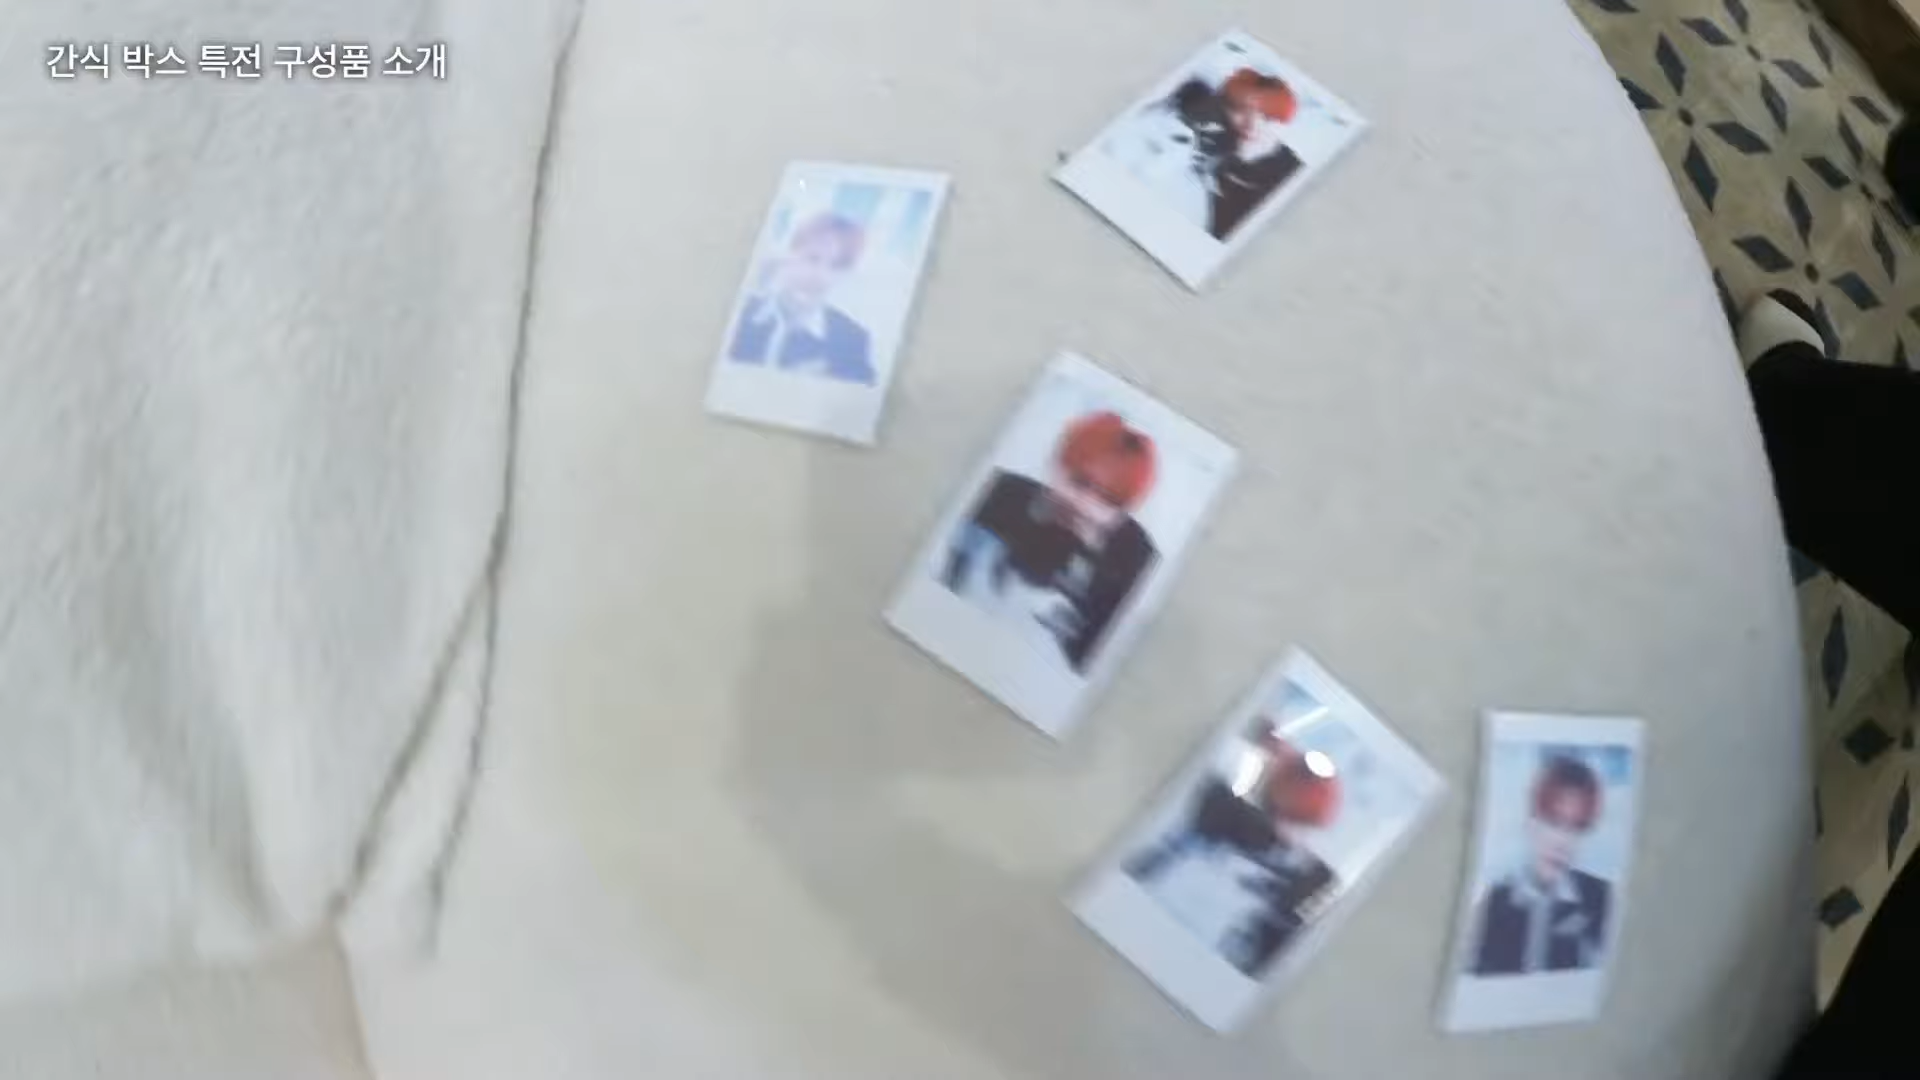 간식 박스 특전 구성품 소개